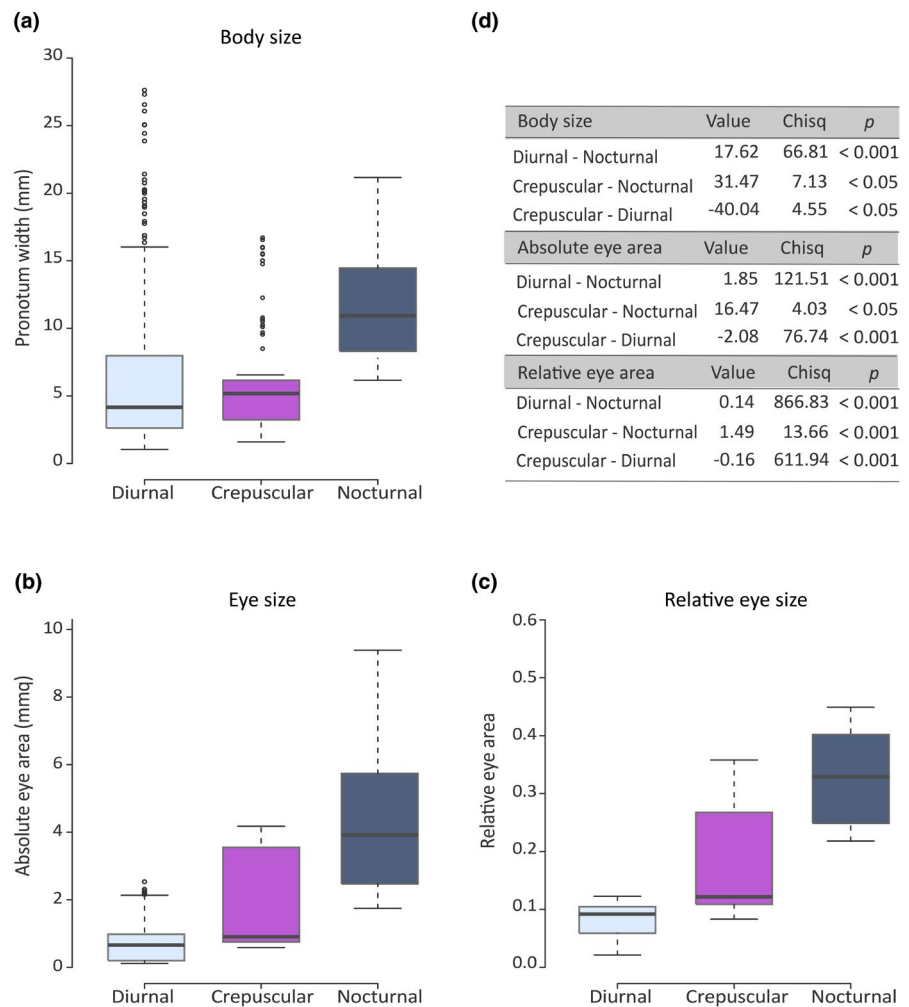 (a)
Body size
Pronotum width (mm)
30
25
20
15
10
5
0
Diurnal Crepuscular Nocturnal
(d)
Body size Value Chisq p
Diurnal - Nocturnal 17.62 66.81 < 0.001
Crepuscular - Nocturnal 31.47 7.13 < 0.05
Crepuscular - Diurnal -40.04 4.55 < 0.05
Absolute eye area Value Chisq p
Diurnal - Nocturnal 1.85 121.51 < 0.001
Crepuscular - Nocturnal 16.47 4.03 < 0.05
Crepuscular - Diurnal -2.08 76.74 < 0.001
Relative eye area Value Chisq p
Diurnal - Nocturnal 0.14 866.83 < 0.001
Crepuscular - Nocturnal 1.49 13.66 < 0.001
Crepuscular - Diurnal -0.16 611.94 < 0.001
(b)
Eye size
Absolute eye area (mmq)
10
8
6
4
2
0
Diurnal Crepuscular Nocturnal
(c)
Relative eye size
Relative eye area
0.6
0.5
0.4
0.3
0.2
0.1
0.0
Diurnal Crepuscular Nocturnal